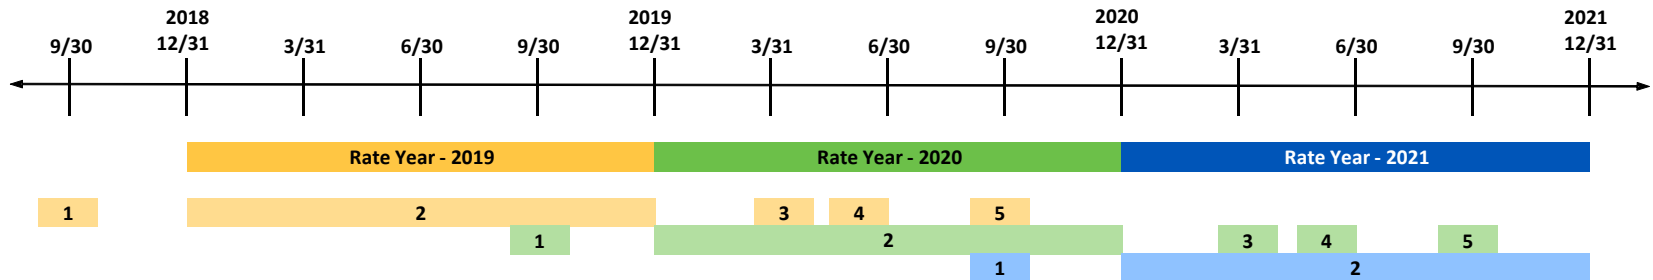 2018 2019 2020 2021
9/30 12/31 3/31 6/30 9/30 12/31 3/31 6/30 9/30 12/31 3/31 6/30 9/30 12/31
Rate Year - 2019 Rate Year - 2020 Rate Year - 2021
1 2 3 4 5
1 2 3 4 5
1 2